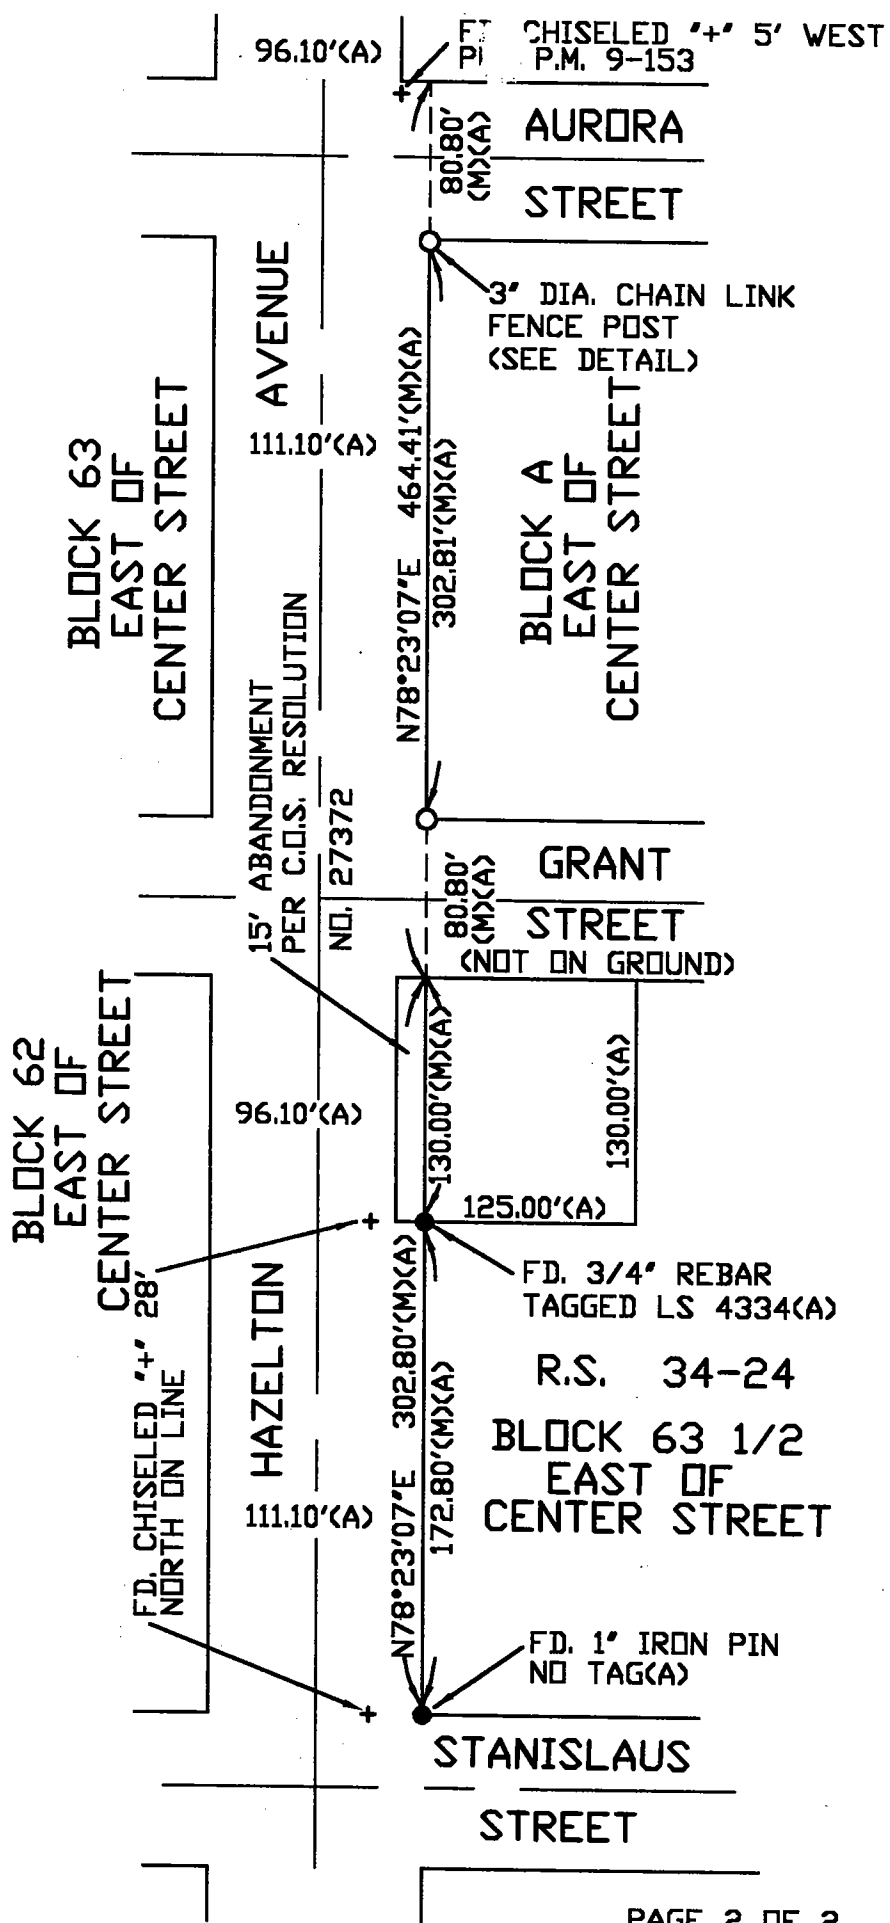 96.10'(A)
CHISELED "+" 5' WEST
P.M. 9-153
80.80'
(M)(A)
AURORA
STREET
AVENUE
3" DIA. CHAIN LINK
FENCE POST
(SEE DETAIL)
BLOCK 63
EAST OF
CENTER STREET
111.10'(A)
N78°23'07"E 464.41'(M)(A)
302.81'(M)(A)
BLOCK A
EAST OF
CENTER STREET
15' ABANDONMENT
PER C.O.S. RESOLUTION
NO. 27372
80.80'
(M)(A)
GRANT
STREET
(NOT ON GROUND)
BLOCK 62
EAST OF
CENTER STREET
96.10'(A)
130.00'(M)(A)
130.00'(A)
125.00'(A)
FD. 3/4" REBAR
TAGGED LS 4334(A)
FD. CHISELED "+" 28'
NORTH ON LINE
HAZELTON
111.10'(A)
N78°23'07"E 302.80'(M)(A)
172.80'(M)(A)
R.S. 34-24
BLOCK 63 1/2
EAST OF
CENTER STREET
FD. 1" IRON PIN
NO TAG(A)
STANISLAUS
STREET
PAGE 2 OF 2